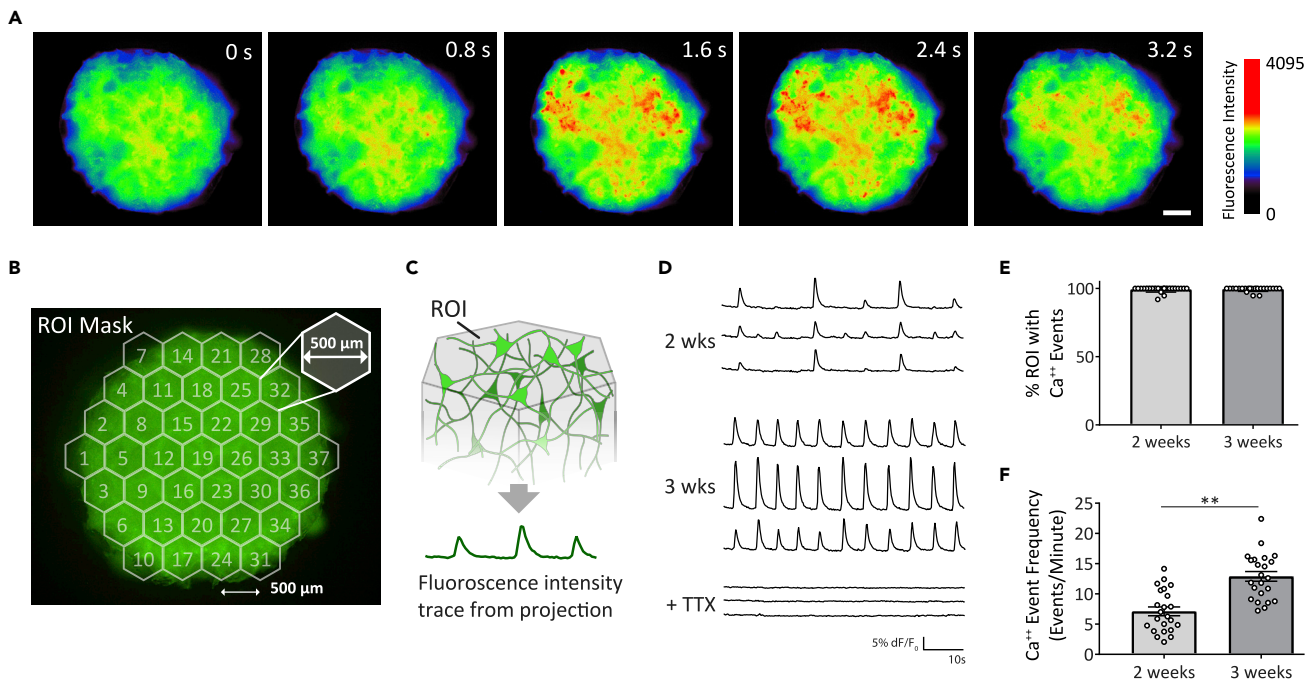 A
0 s
0.8 s
1.6 s
2.4 s
3.2 s
Fluorescence Intensity
4095
0
B
ROI Mask
500 µm
7 14 21 28
4 11 18 25 32
2 8 15 22 29 35
1 5 12 19 26 33 37
3 9 16 23 30 36
6 13 20 27 34
10 17 24 31
500 µm
C
ROI
Fluoroscence intensity
trace from projection
D
2 wks
3 wks
+ TTX
5% dF/F₀
10s
E
% ROI with
Ca⁺⁺ Events
100
50
0
2 weeks
3 weeks
F
Ca⁺⁺ Event Frequency
(Events/Minute)
25
20
15
10
5
0
**
2 weeks
3 weeks